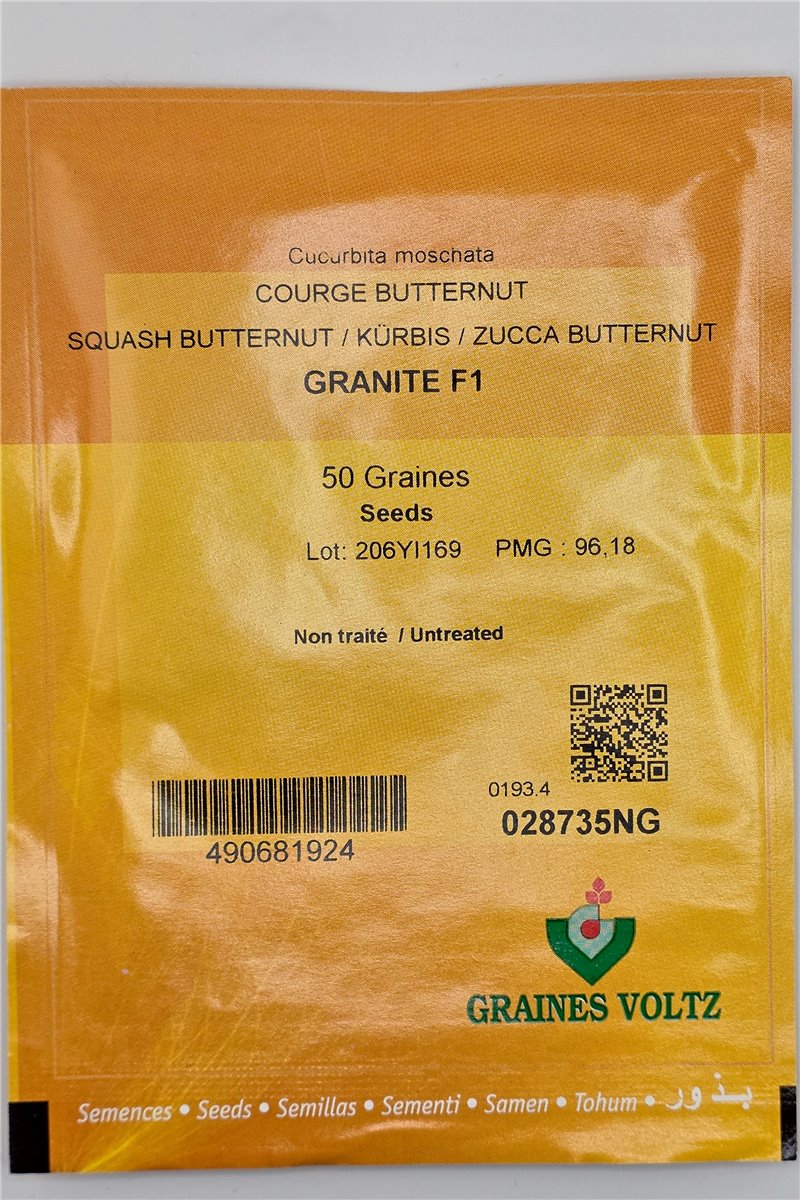 Cucurbita moschata
COURGE BUTTERNUT
SQUASH BUTTERNUT / KÜRBIS / ZUCCA BUTTERNUT
GRANITE F1
50 Graines
Seeds
Lot: 206YI169 PMG : 96,18
Non traité / Untreated
0193.4
028735NG
490681924
GRAINES VOLTZ
Semences • Seeds • Semillas • Sementi • Samen • Tohum • بذور